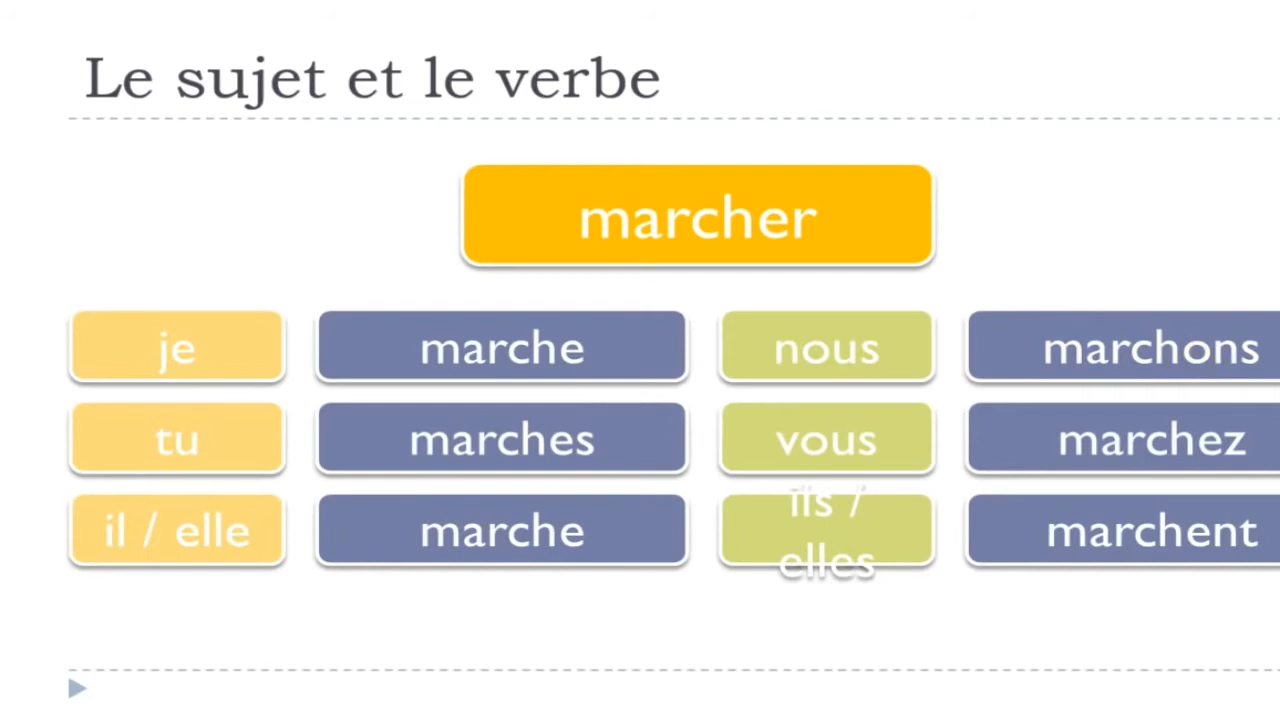 Le sujet et le verbe
marcher
je marche nous marchons
tu marches vous marchez
il / elle marche ils /
elles marchent